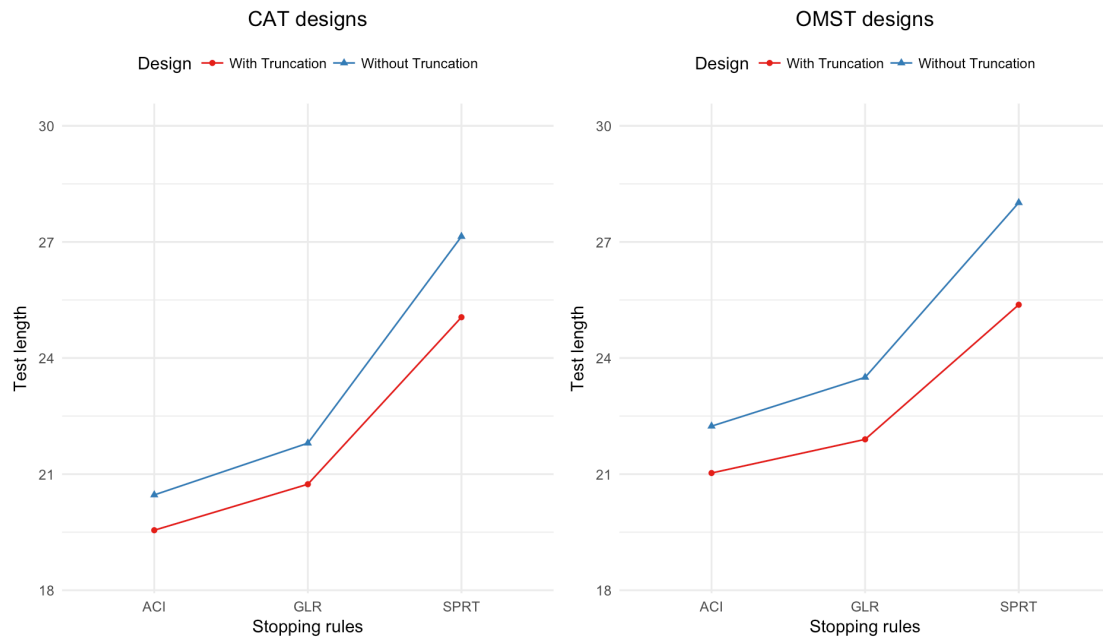 CAT designs
Design With Truncation Without Truncation
30
27
24
21
18
Test length
ACI GLR SPRT
Stopping rules
OMST designs
Design With Truncation Without Truncation
30
27
24
21
18
Test length
ACI GLR SPRT
Stopping rules